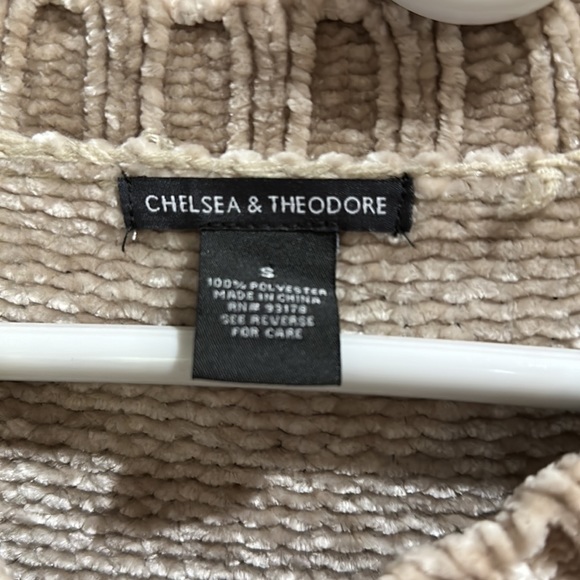 CHELSEA & THEODORE
S
100% POLYESTER
MADE IN CHINA
RN# 93178
SEE REVERSE
FOR CARE